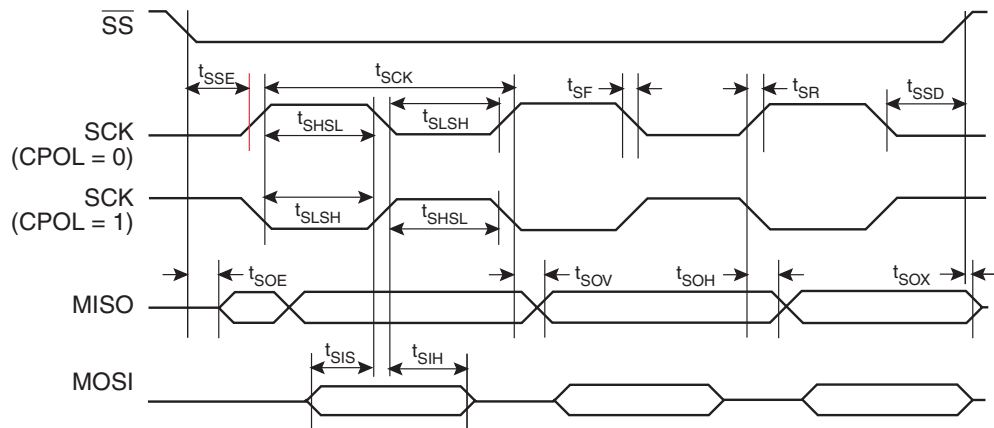 SS
tSSE
tSCK
tSF
tSR
tSSD
SCK
(CPOL = 0)
tSHSL
tSLSH
SCK
(CPOL = 1)
tSLSH
tSHSL
tSOE
tSOV
tSOH
tSOX
MISO
tSIS
tSIH
MOSI